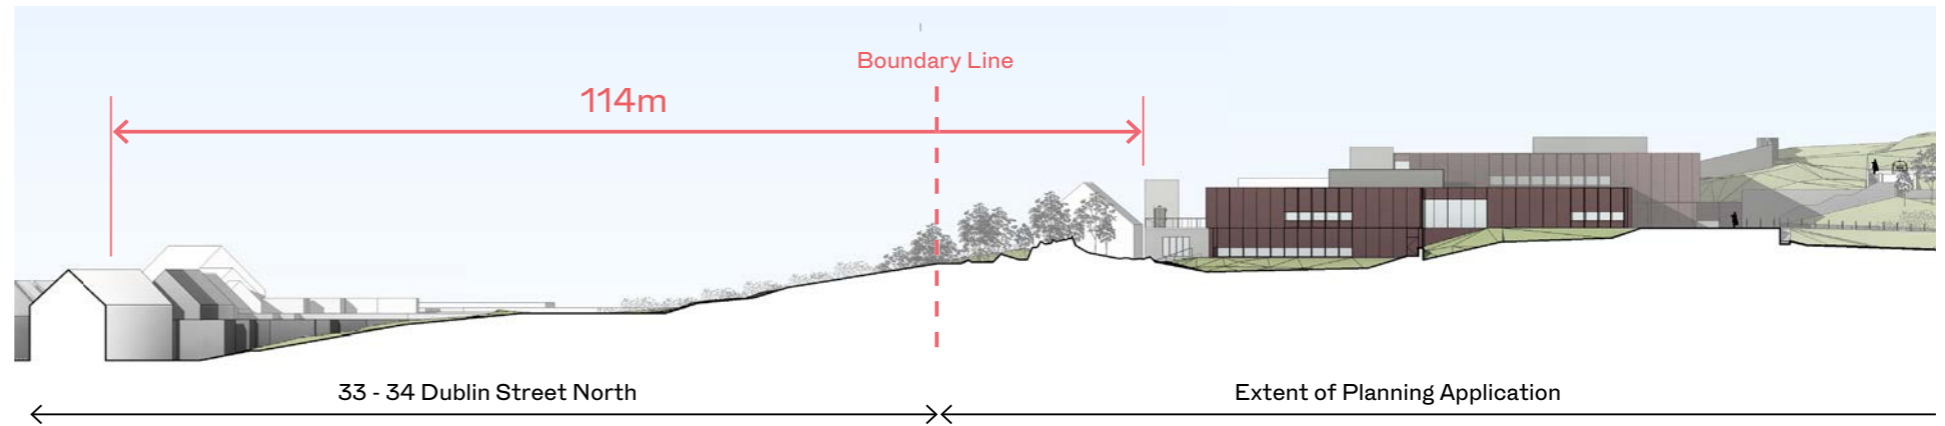 Boundary Line
114m
33 - 34 Dublin Street North
Extent of Planning Application